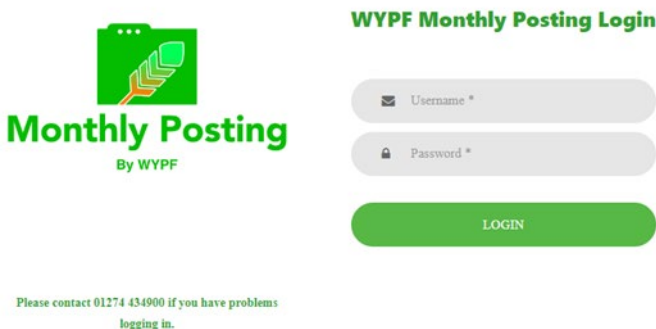 Monthly Posting
By WYPF
Please contact 01274 434900 if you have problems
logging in.
WYPF Monthly Posting Login
Username *
Password *
LOGIN